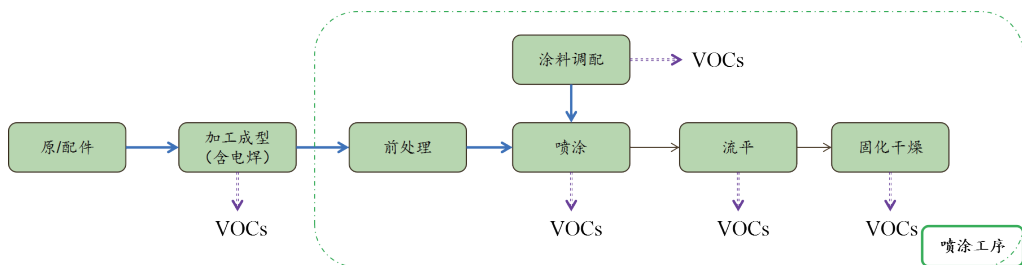 涂料调配
VOCs
原/配件
加工成型
（含电焊）
前处理
喷涂
流平
固化干燥
VOCs
VOCs
VOCs
VOCs
喷涂工序